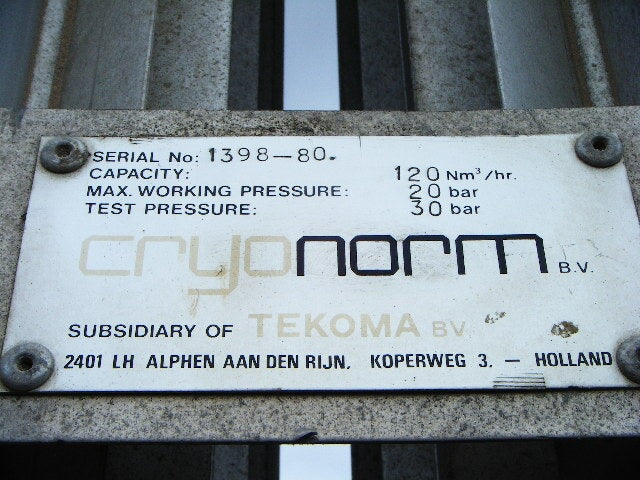 SERIAL No: 1398-80.
CAPACITY: 120 Nm³/hr.
MAX. WORKING PRESSURE: 20 bar
TEST PRESSURE: 30 bar
cryonorm B.V.
SUBSIDIARY OF TEKOMA BV
2401 LH ALPHEN AAN DEN RIJN. KOPERWEG 3. — HOLLAND